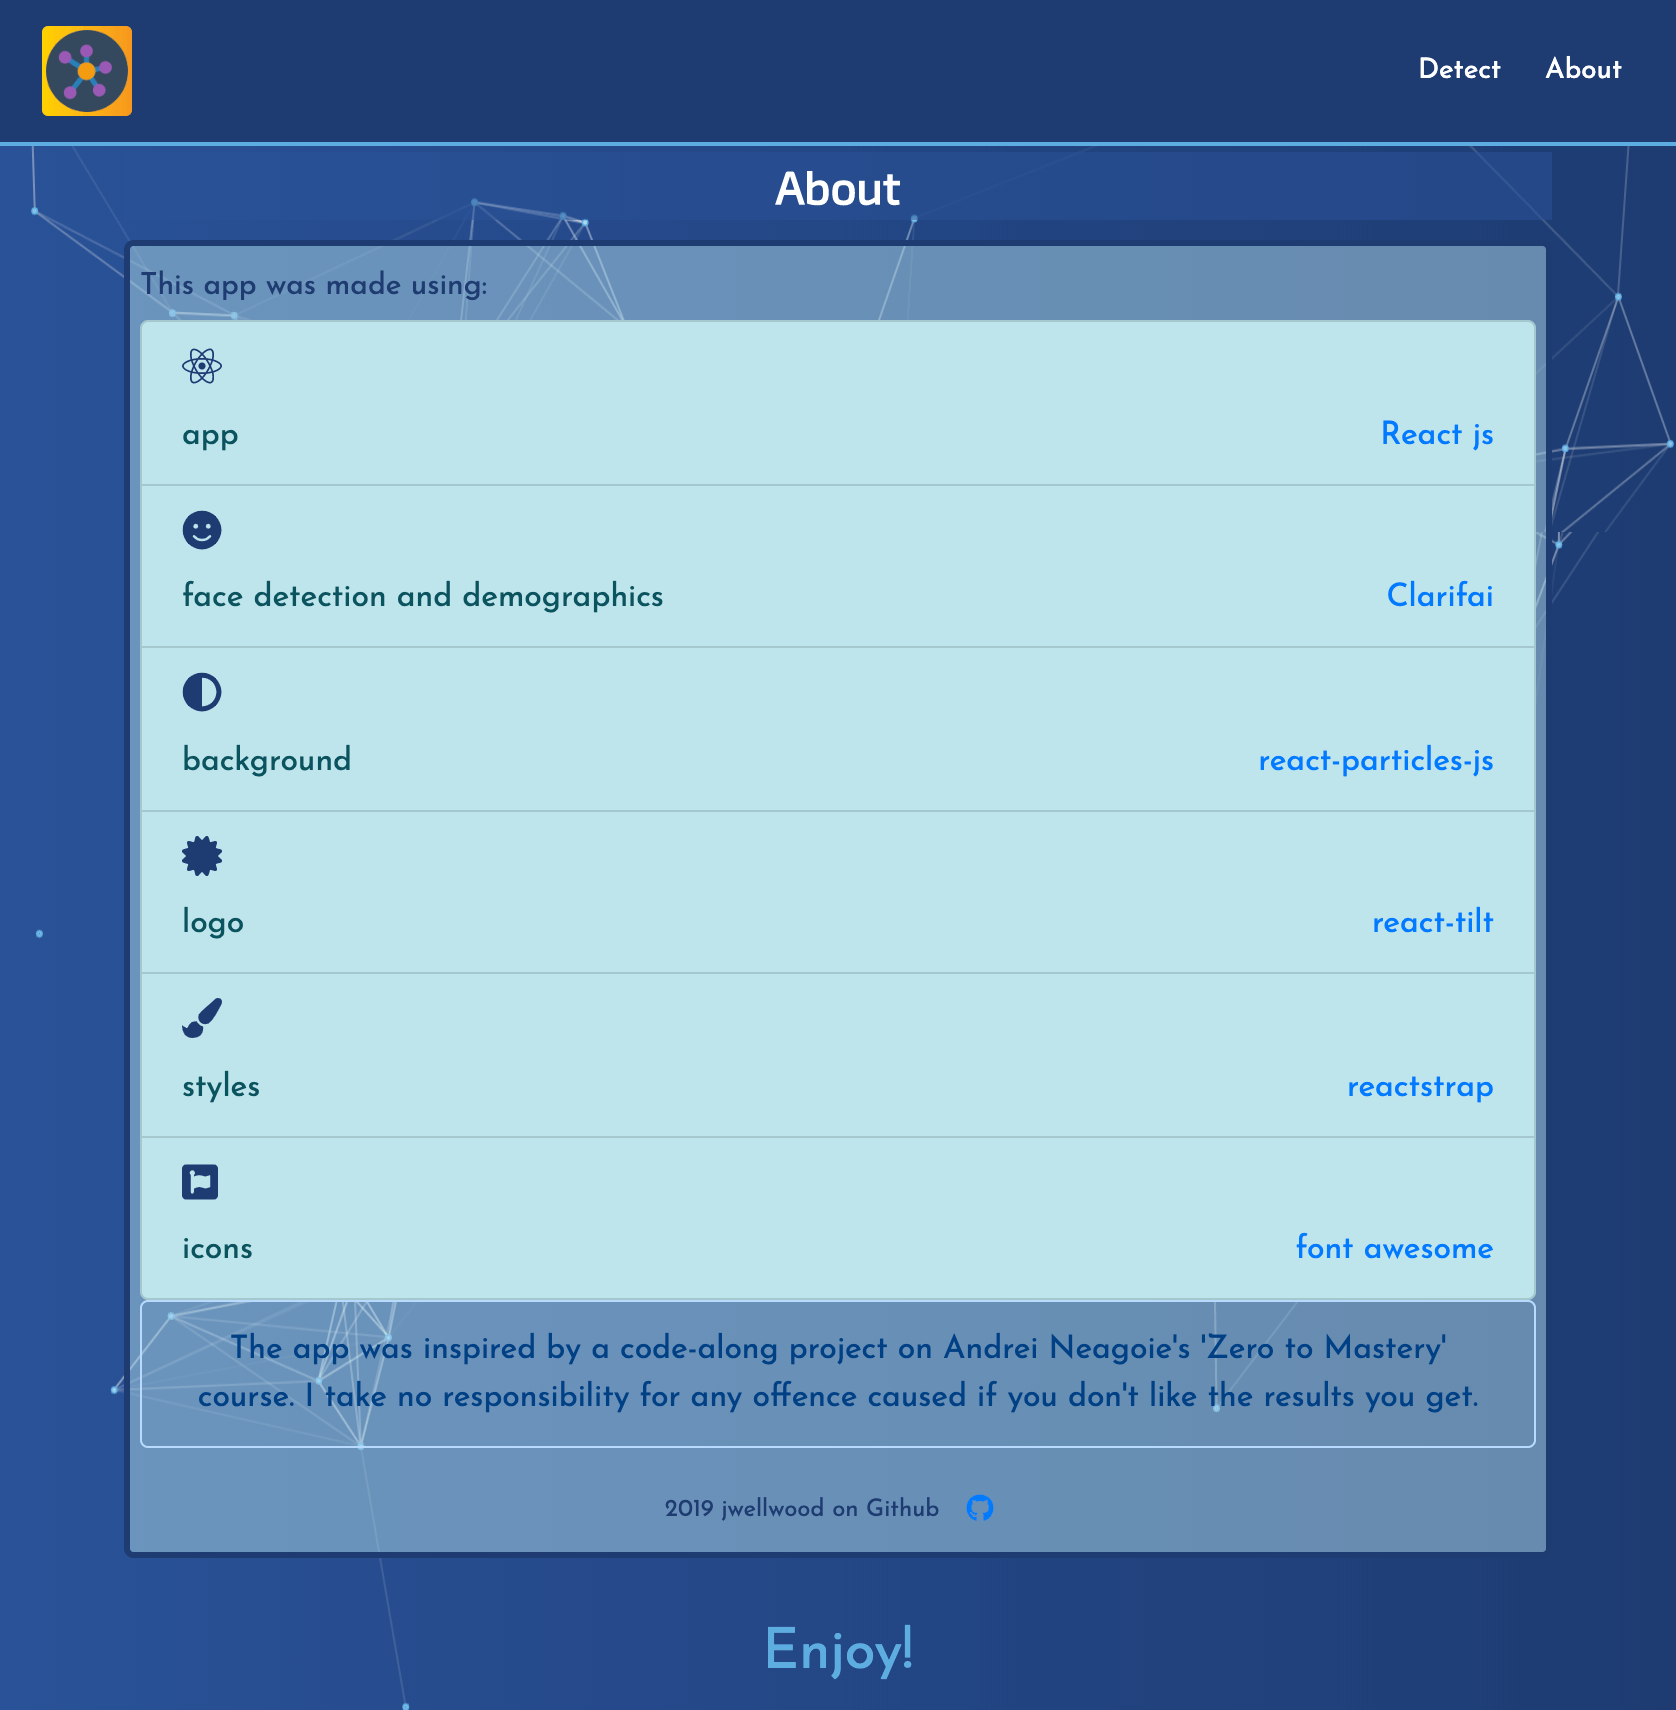 Detect About
About
This app was made using:
app React js
face detection and demographics Clarifai
background react-particles-js
logo react-tilt
styles reactstrap
icons font awesome
The app was inspired by a code-along project on Andrei Neagoie's 'Zero to Mastery'
course. I take no responsibility for any offence caused if you don't like the results you get.
2019 jwellwood on Github
Enjoy!